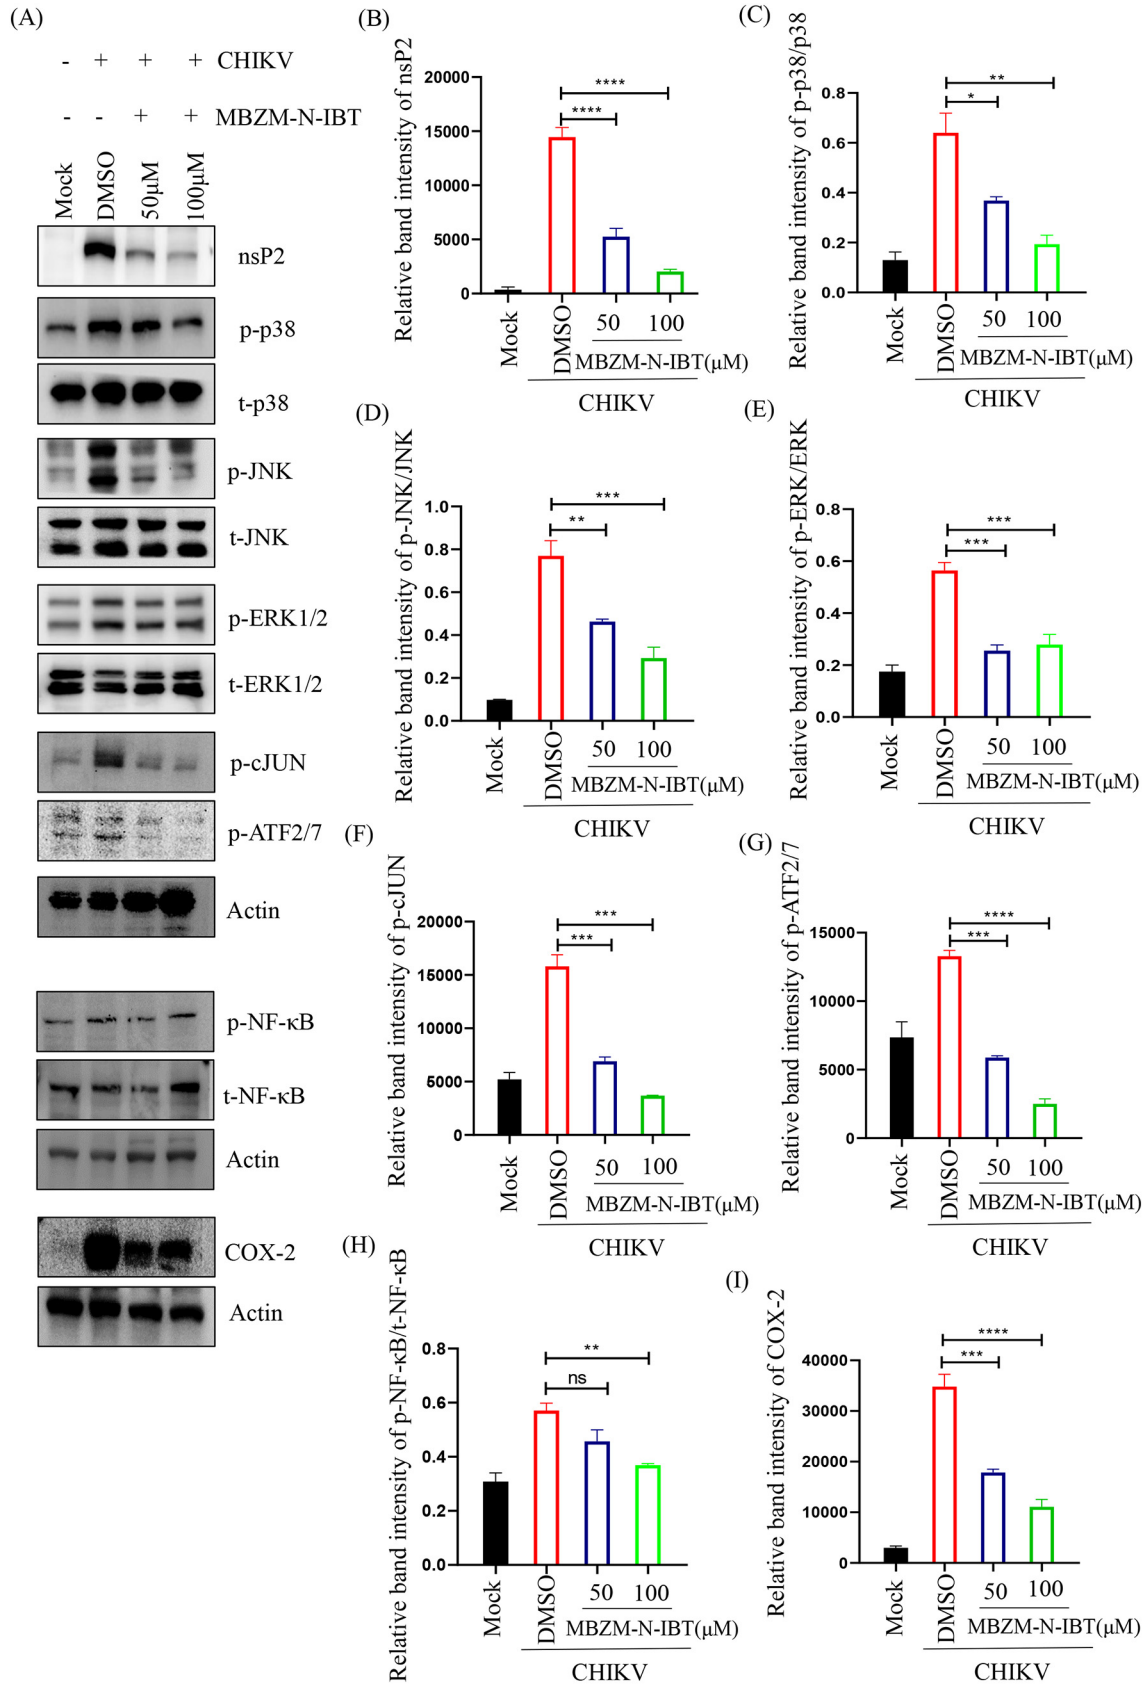 (A)
- + + + CHIKV
- - + + MBZM-N-IBT
Mock DMSO 50μM 100μM
nsP2
p-p38
t-p38
p-JNK
t-JNK
p-ERK1/2
t-ERK1/2
p-cJUN
p-ATF2/7
Actin
p-NF-κB
t-NF-κB
Actin
COX-2
Actin
(B)
Relative band intensity of nsP2
20000
15000
10000
5000
0
****
****
Mock DMSO 50 100
MBZM-N-IBT(μM)
CHIKV
(C)
Relative band intensity of p-p38/p38
0.8
0.6
0.4
0.2
0.0
**
*
Mock DMSO 50 100
MBZM-N-IBT(μM)
CHIKV
(D)
Relative band intensity of p-JNK/JNK
1.0
0.8
0.6
0.4
0.2
0.0
***
**
Mock DMSO 50 100
MBZM-N-IBT(μM)
CHIKV
(E)
Relative band intensity of p-ERK/ERK
0.8
0.6
0.4
0.2
0.0
***
***
Mock DMSO 50 100
MBZM-N-IBT(μM)
CHIKV
(F)
Relative band intensity of p-cJUN
20000
15000
10000
5000
0
***
***
Mock DMSO 50 100
MBZM-N-IBT(μM)
CHIKV
(G)
Relative band intensity of p-ATF2/7
15000
10000
5000
0
****
***
Mock DMSO 50 100
MBZM-N-IBT(μM)
CHIKV
(H)
Relative band intensity of p-NF-κB/t-NF-κB
0.8
0.6
0.4
0.2
0.0
**
ns
Mock DMSO 50 100
MBZM-N-IBT(μM)
CHIKV
(I)
Relative band intensity of COX-2
40000
30000
20000
10000
0
****
***
Mock DMSO 50 100
MBZM-N-IBT(μM)
CHIKV